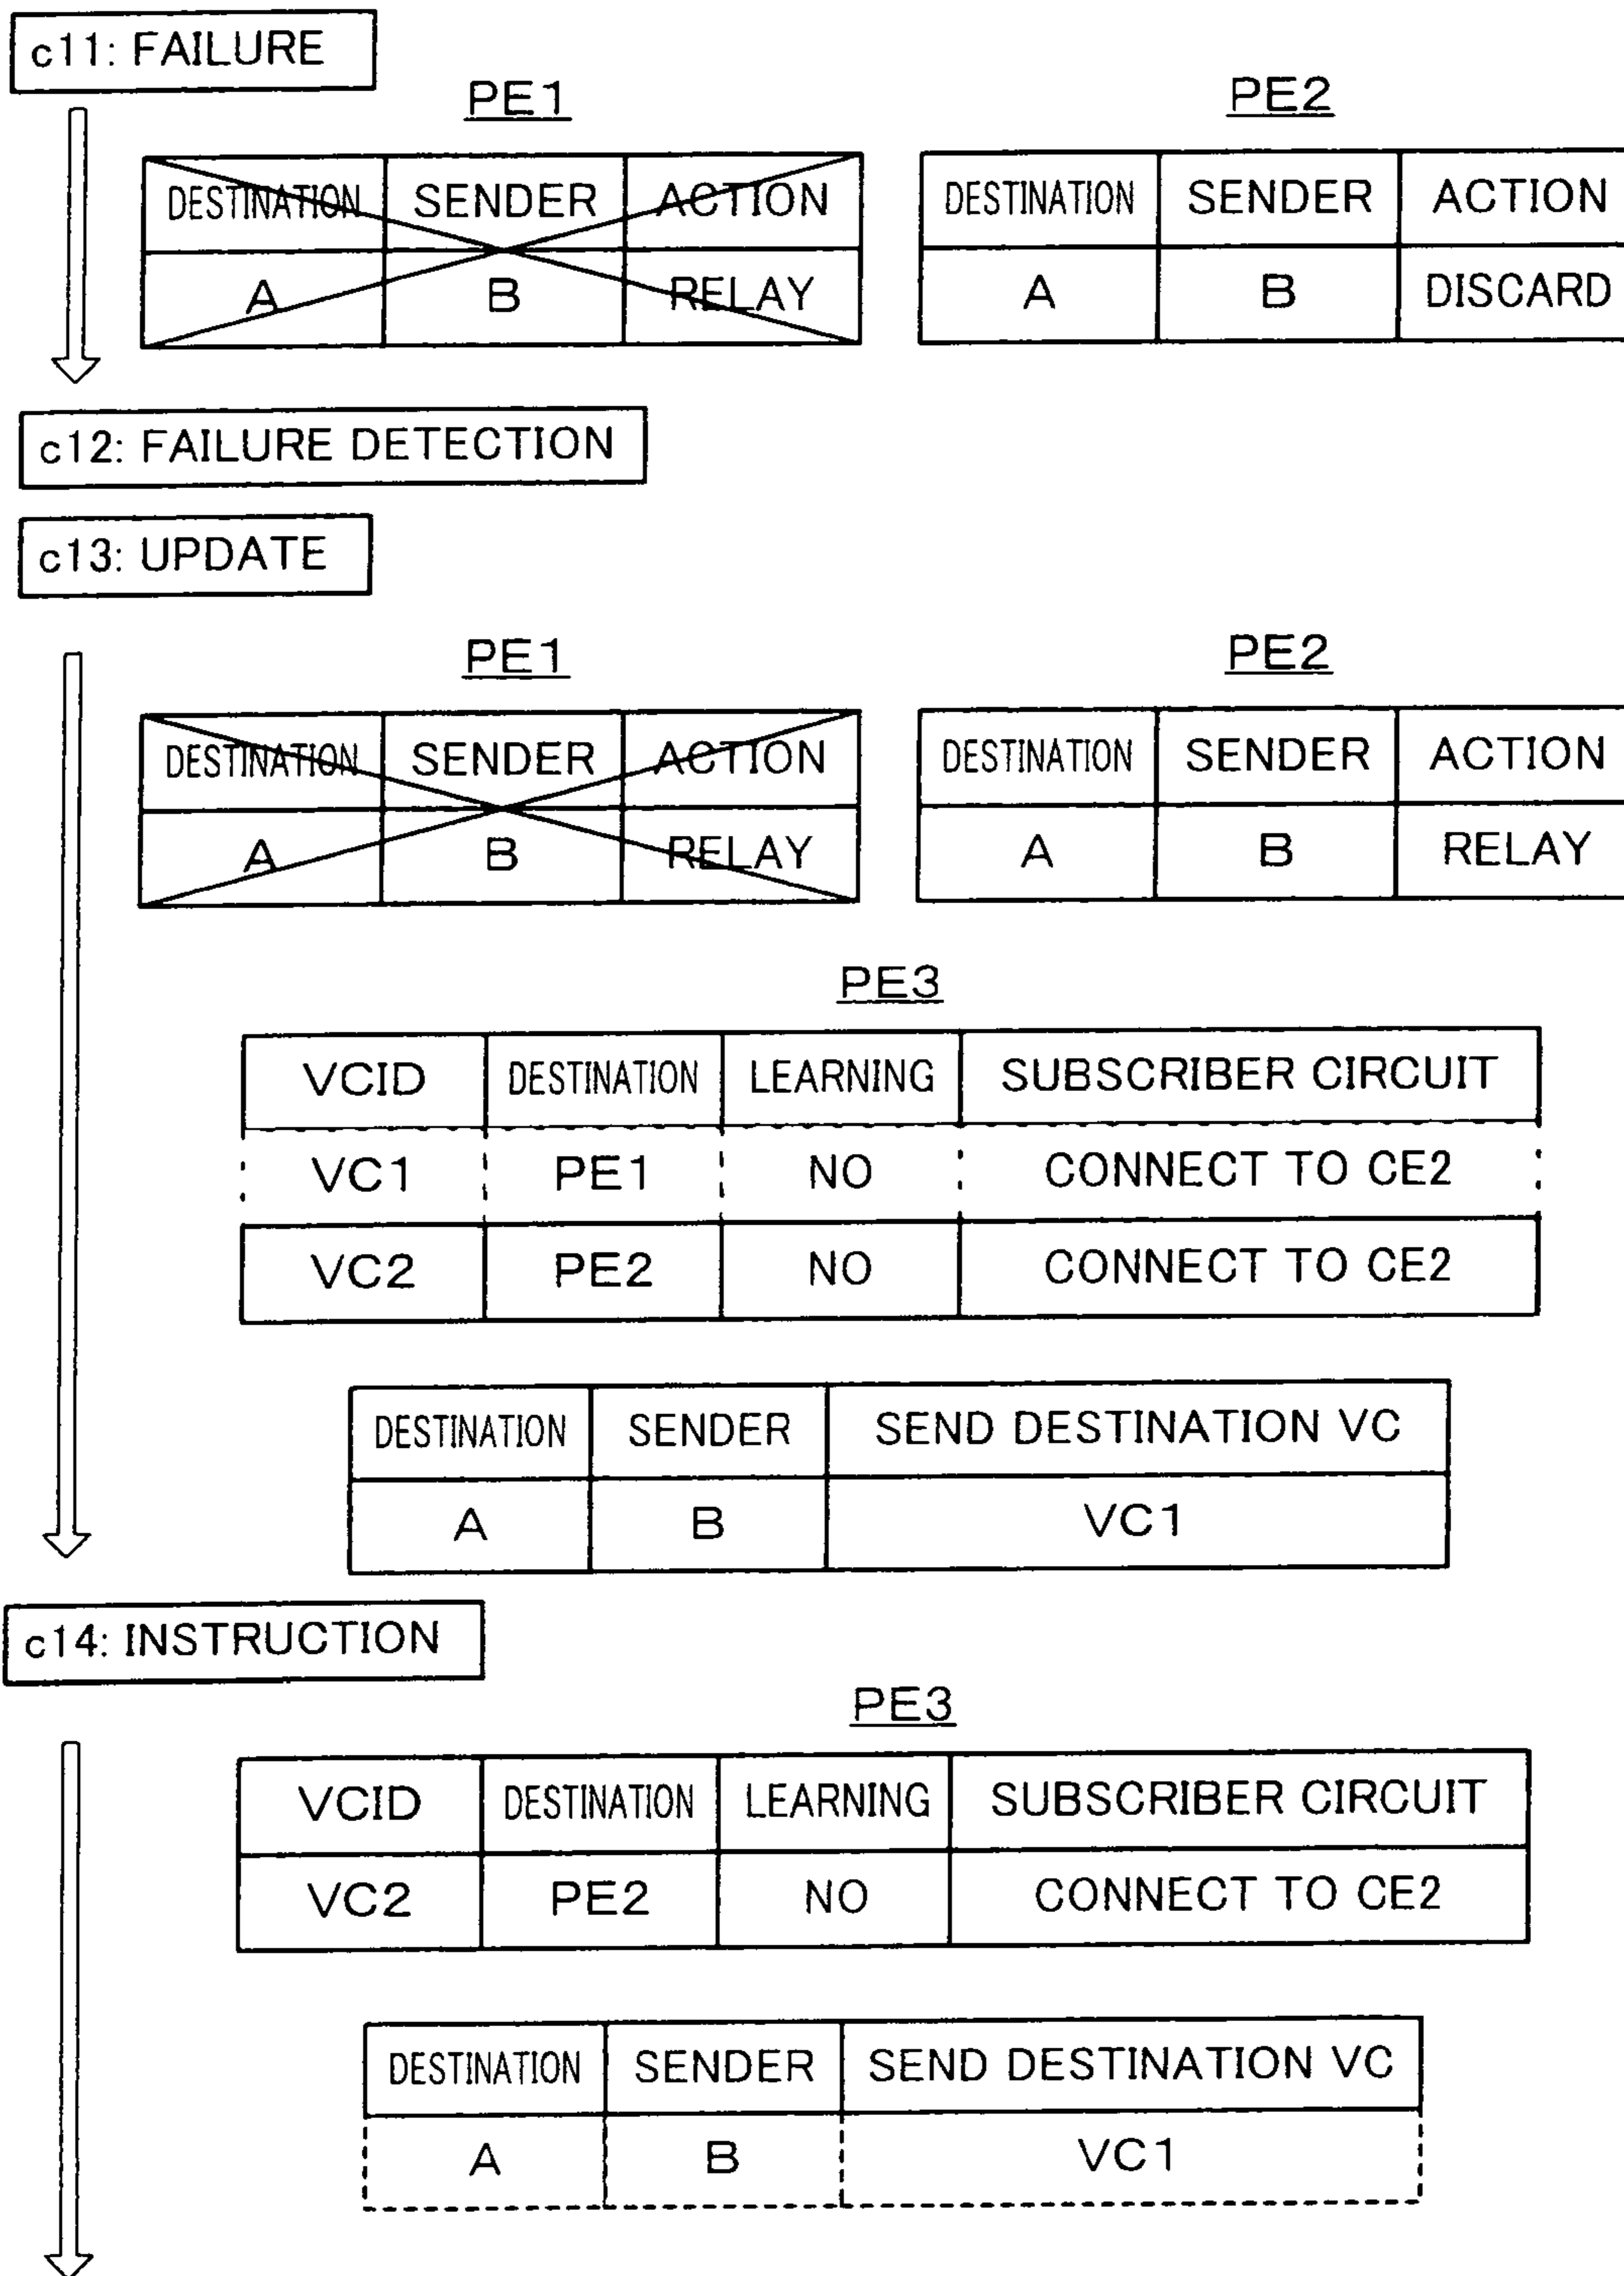 c11: FAILURE
PE1 PE2
DESTINATION SENDER ACTION DESTINATION SENDER ACTION
A B RELAY A B DISCARD
c12: FAILURE DETECTION
c13: UPDATE
PE1 PE2
DESTINATION SENDER ACTION DESTINATION SENDER ACTION
A B RELAY A B RELAY
PE3
VCID DESTINATION LEARNING SUBSCRIBER CIRCUIT
VC1 PE1 NO CONNECT TO CE2
VC2 PE2 NO CONNECT TO CE2
DESTINATION SENDER SEND DESTINATION VC
A B VC1
c14: INSTRUCTION
PE3
VCID DESTINATION LEARNING SUBSCRIBER CIRCUIT
VC2 PE2 NO CONNECT TO CE2
DESTINATION SENDER SEND DESTINATION VC
A B VC1